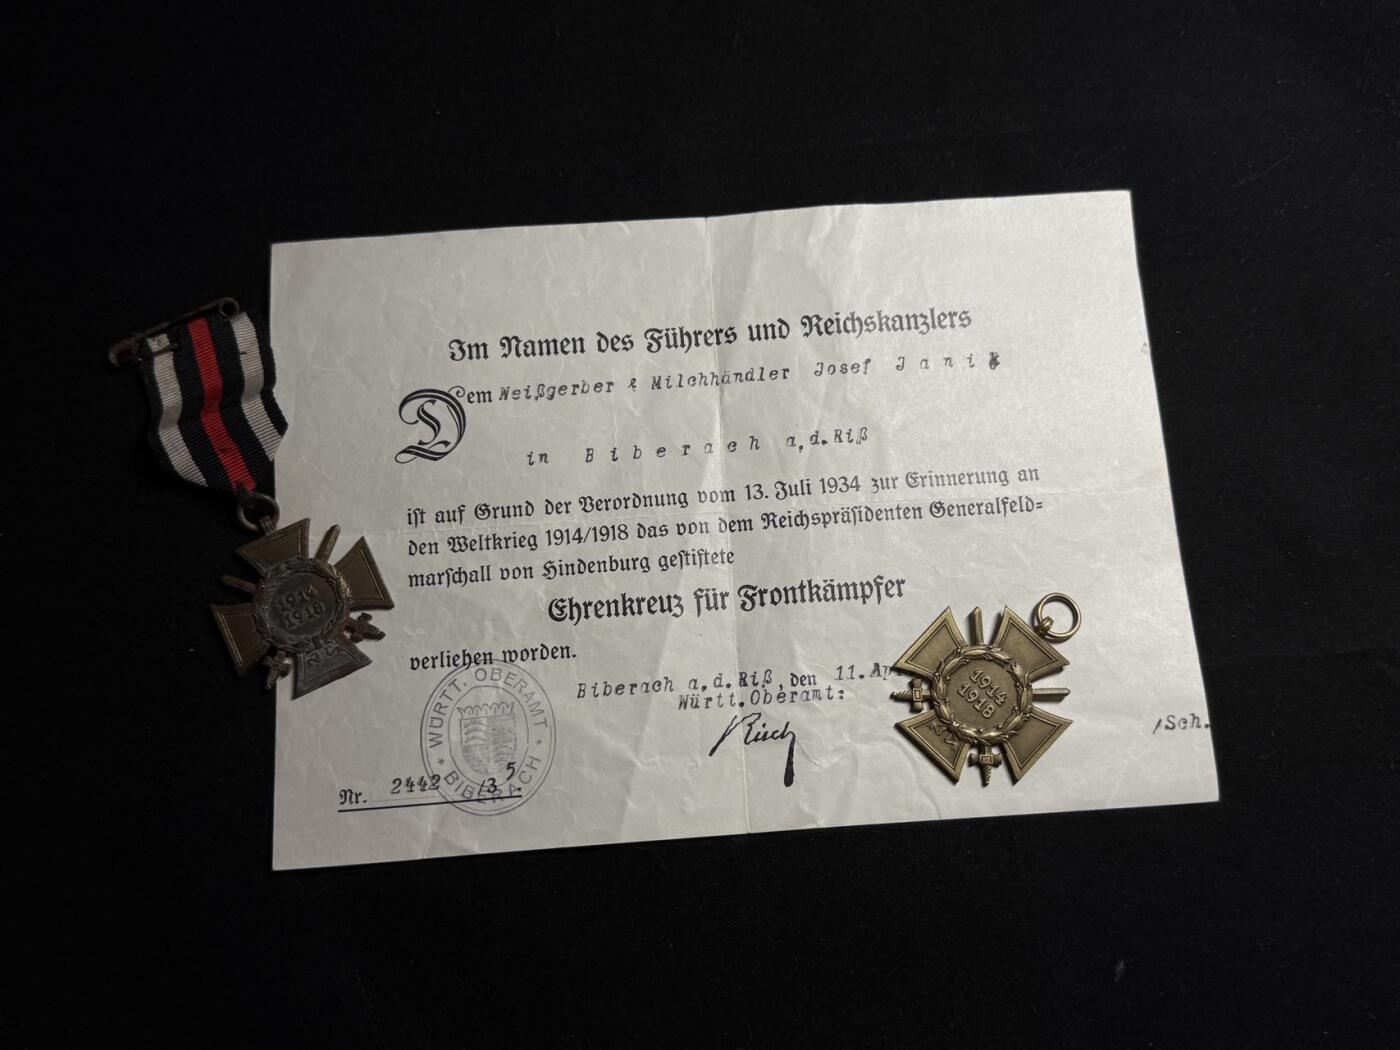 Im Namen des Führers und Reichskanzlers
Dem Weißgerber & Milchhändler Josef Janik
in Biberach a.d.Riß
ist auf Grund der Verordnung vom 13. Juli 1934 zur Erinnerung an
den Weltkrieg 1914/1918 das von dem Reichspräsidenten Generalfeld=
marschall von Hindenburg gestiftete
Ehrenkreuz für Frontkämpfer
verliehen worden.
Biberach a.d.Riß, den 11. Ap
Württ.Oberamt:
Risch
/Sch.
Nr. 2442 /35.
WÜRTT. OBERAMT
* BIBERACH *
1914
1918
1914
1918